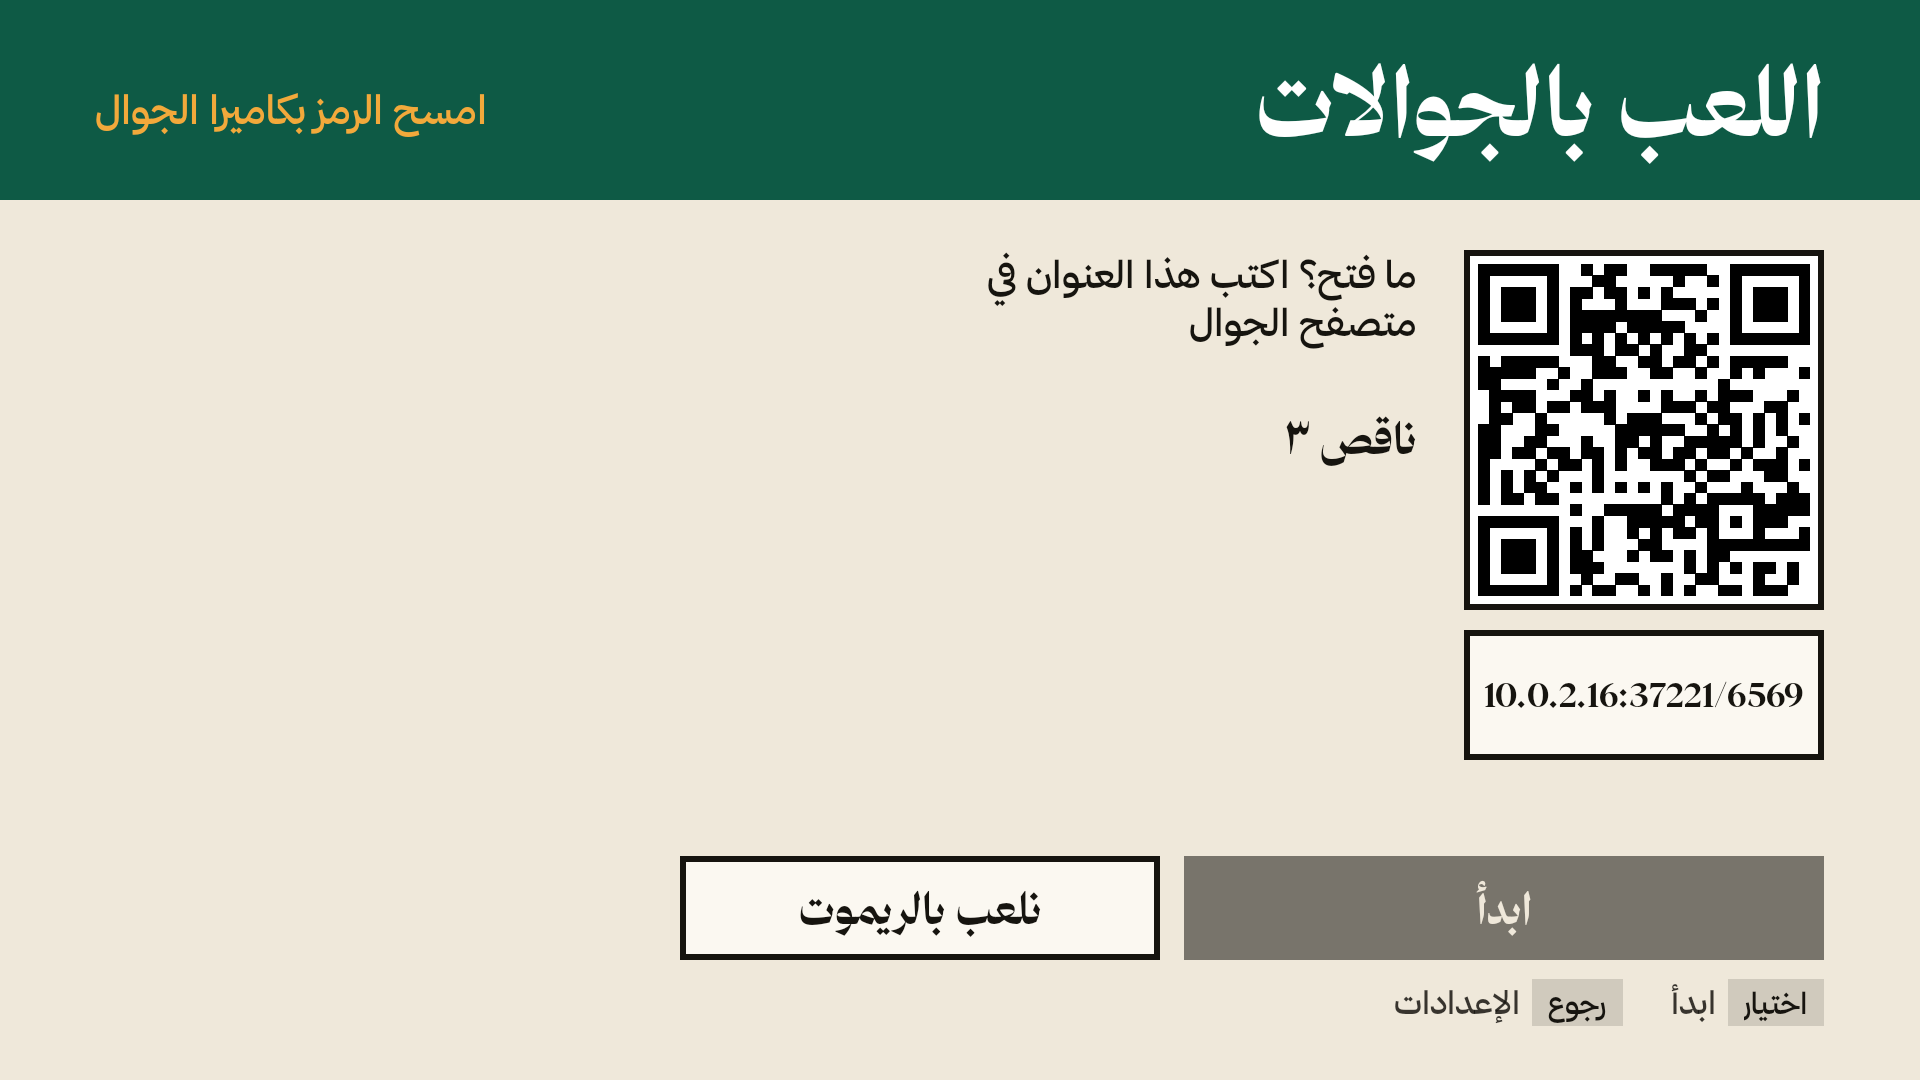 اللعب بالجوالات
امسح الرمز بكاميرا الجوال
ما فتح؟ اكتب هذا العنوان في
متصفح الجوال
ناقص ٣
10.0.2.16:37221/6569
ابدأ
نلعب بالريموت
اختيار ابدأ
رجوع الإعدادات